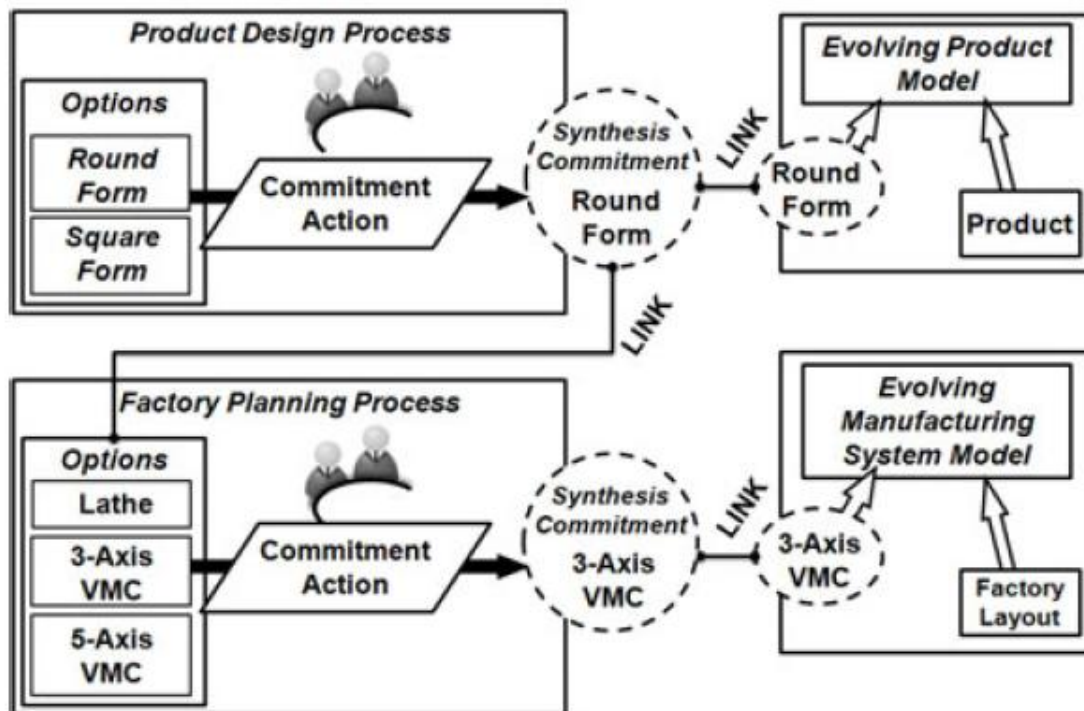 Product Design Process
Options
Round
Form
Square
Form
Commitment
Action
Synthesis
Commitment
Round
Form
LINK
Round
Form
Evolving Product
Model
Product
LINK
Factory Planning Process
Options
Lathe
3-Axis
VMC
5-Axis
VMC
Commitment
Action
Synthesis
Commitment
3-Axis
VMC
LINK
3-Axis
VMC
Evolving
Manufacturing
System Model
Factory
Layout